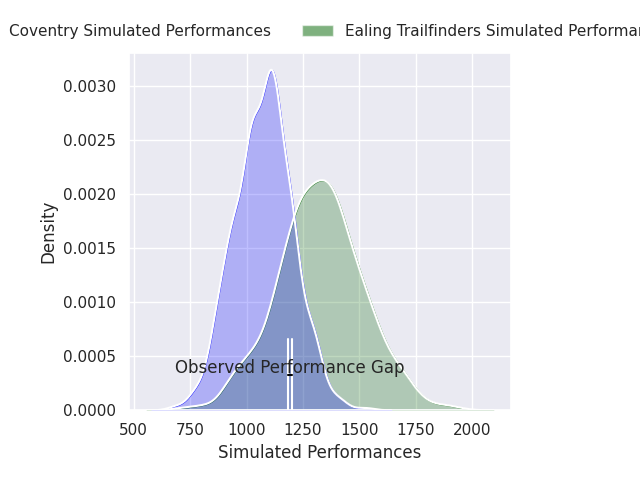 Coventry Simulated Performances
Ealing Trailfinders Simulated Performa
0.0030
0.0025
0.0020
0.0015
0.0010
0.0005
0.0000
Density
Observed Performance Gap
500 750 1000 1250 1500 1750 2000
Simulated Performances